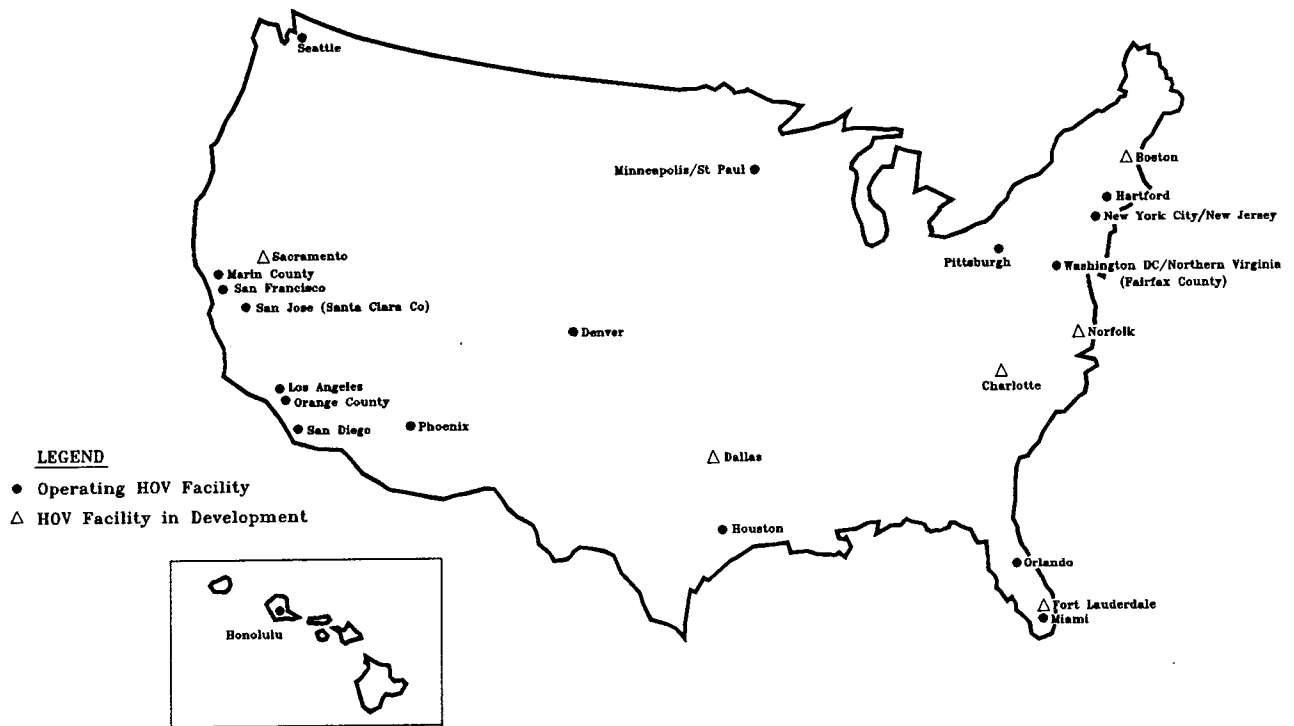 Seattle
Minneapolis/St Paul
Boston
Hartford
New York City/New Jersey
Sacramento
Pittsburgh
Washington DC/Northern Virginia
(Fairfax County)
Marin County
San Francisco
San Jose (Santa Clara Co)
Denver
Norfolk
Charlotte
Los Angeles
Orange County
San Diego
Phoenix
Dallas
LEGEND
Operating HOV Facility
HOV Facility in Development
Houston
Orlando
Fort Lauderdale
Miami
Honolulu